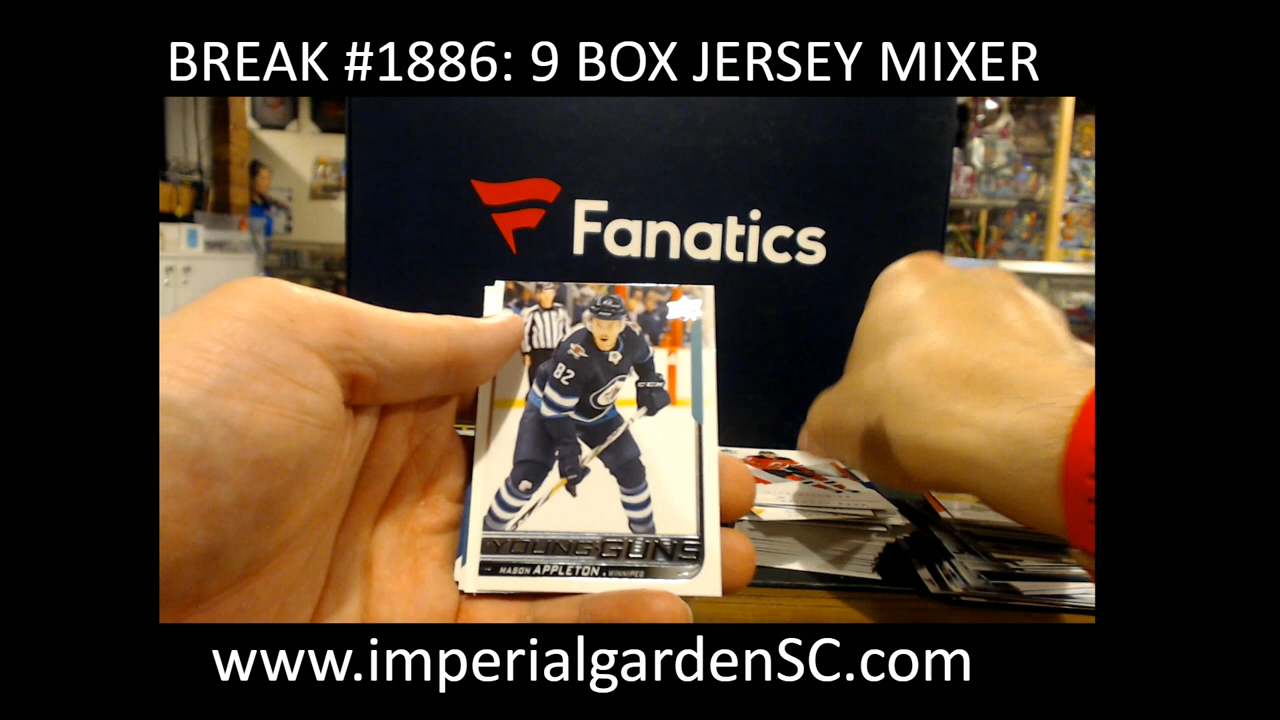 BREAK #1886: 9 BOX JERSEY MIXER
Fanatics
82
YOUNG GUNS
MASON APPLETON • WINNIPEG
www.imperialgardenSC.com